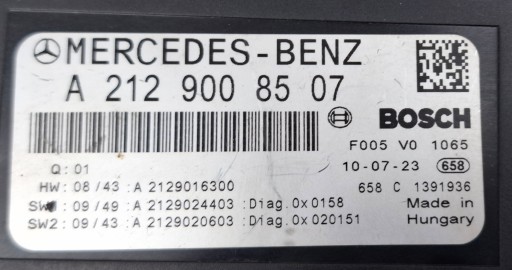 MERCEDES-BENZ
A 212 900 85 07
BOSCH
F005 V0 1065
Q:01
10-07-23 658
HW:08/43:A 2129016300
658 C 1391936
SW :09/49:A 2129024403:Diag.0x0158
Made in
SW2:09/43:A 2129020603:Diag.0x020151
Hungary